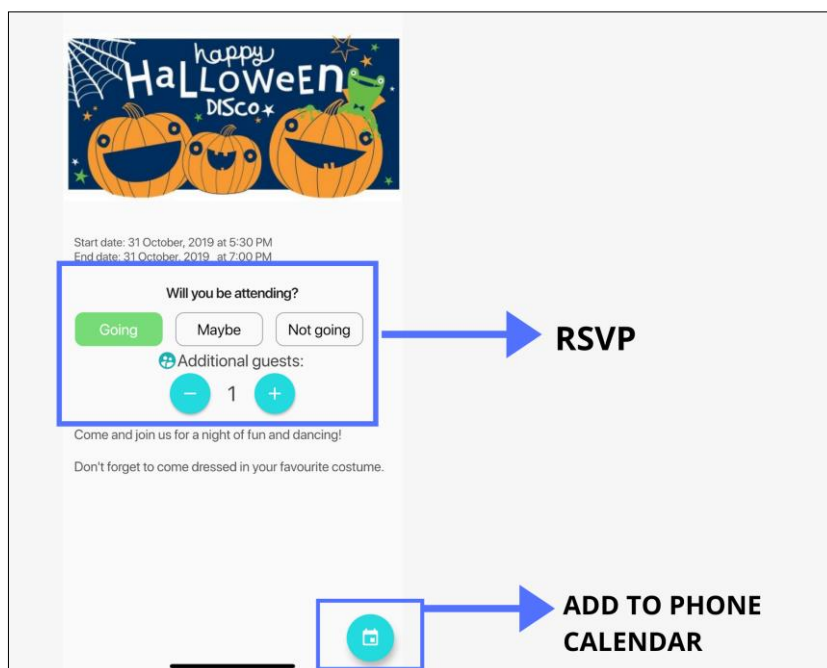 happy
HaLLOWeEN
DISCO
Start date: 31 October, 2019 at 5:30 PM
End date: 31 October, 2019 at 7:00 PM
Will you be attending?
Going Maybe Not going
Additional guests:
− 1 +
RSVP
Come and join us for a night of fun and dancing!
Don't forget to come dressed in your favourite costume.
ADD TO PHONE
CALENDAR